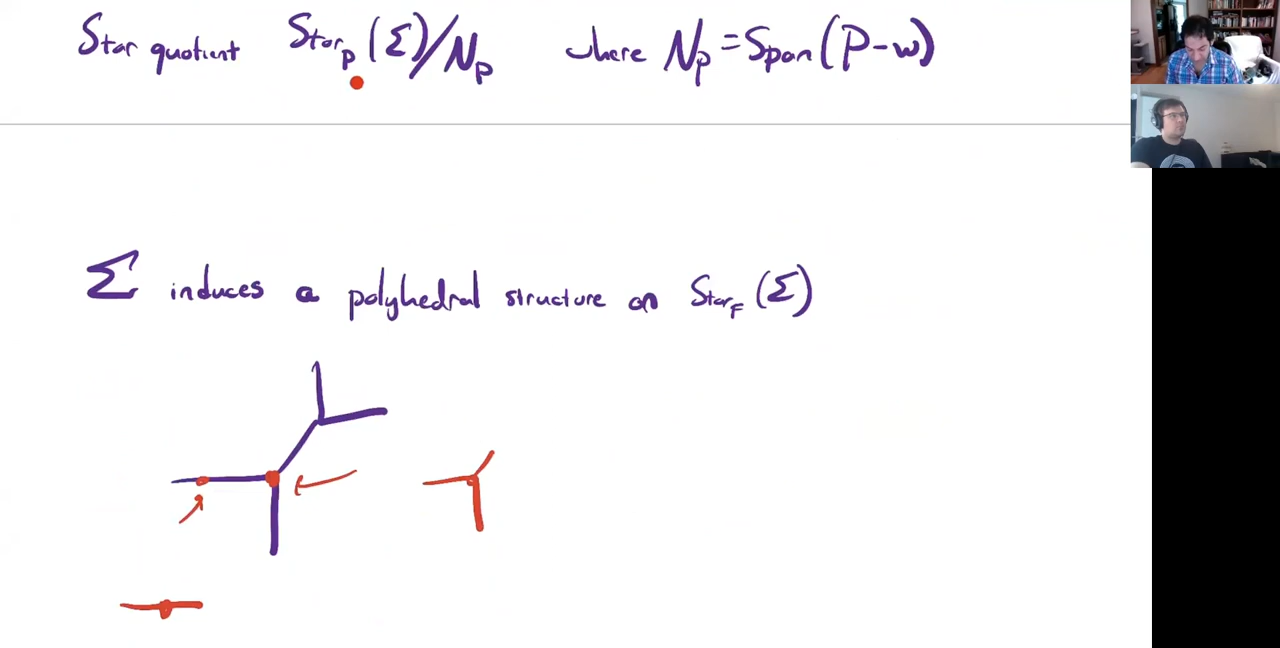 Star quotient Star_P(Σ)/N_P where N_P = Span(P-w)
Σ induces a polyhedral structure on Star_F(Σ)